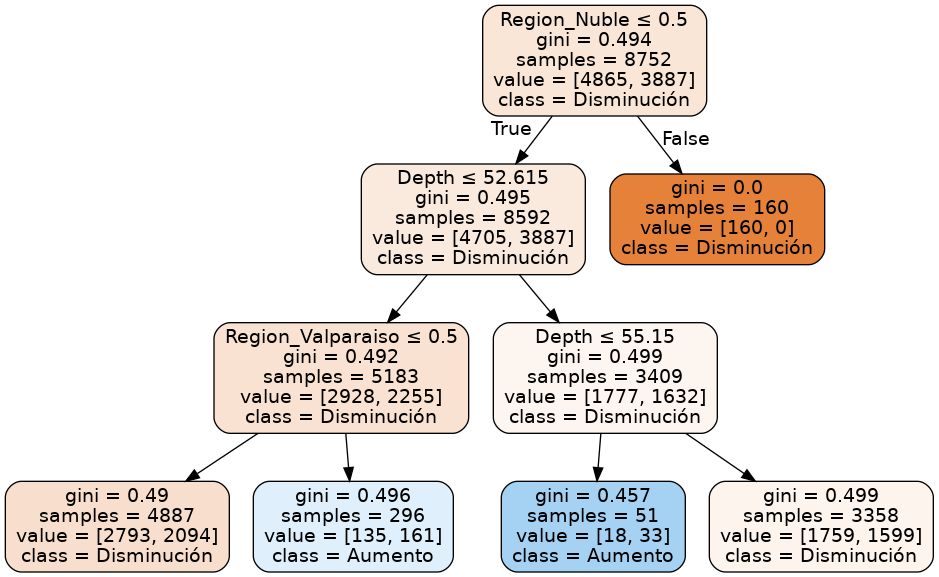 Region_Nuble ≤ 0.5
gini = 0.494
samples = 8752
value = [4865, 3887]
class = Disminución
True
False
Depth ≤ 52.615
gini = 0.495
samples = 8592
value = [4705, 3887]
class = Disminución
gini = 0.0
samples = 160
value = [160, 0]
class = Disminución
Region_Valparaiso ≤ 0.5
gini = 0.492
samples = 5183
value = [2928, 2255]
class = Disminución
Depth ≤ 55.15
gini = 0.499
samples = 3409
value = [1777, 1632]
class = Disminución
gini = 0.49
samples = 4887
value = [2793, 2094]
class = Disminución
gini = 0.496
samples = 296
value = [135, 161]
class = Aumento
gini = 0.457
samples = 51
value = [18, 33]
class = Aumento
gini = 0.499
samples = 3358
value = [1759, 1599]
class = Disminución